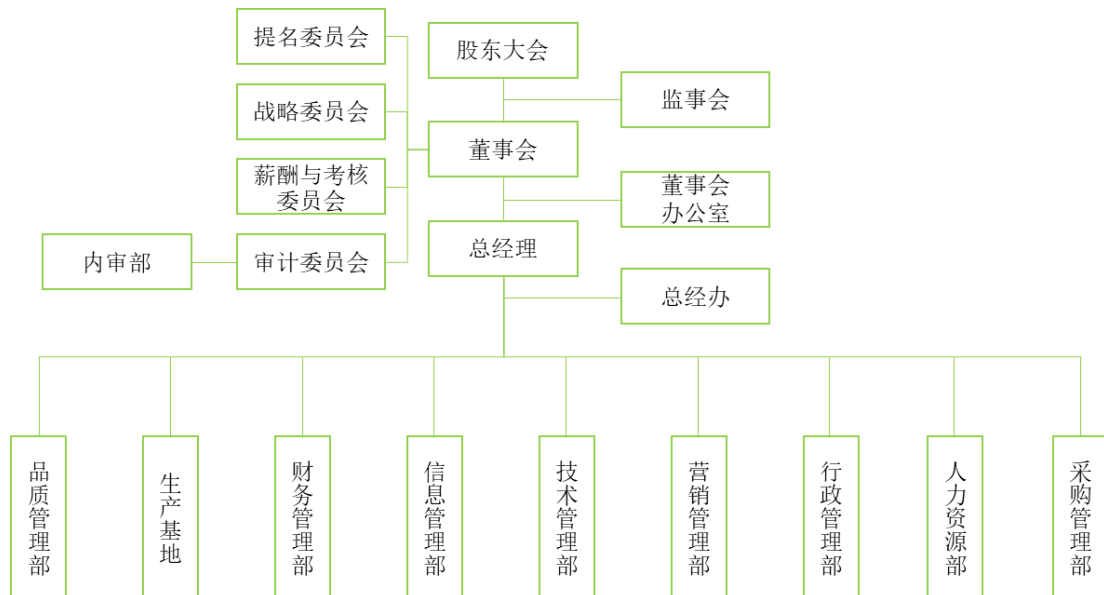 提名委员会
股东大会
监事会
战略委员会
董事会
薪酬与考核
委员会
董事会
办公室
内审部
审计委员会
总经理
总经办
品质管理部
生产基地
财务管理部
信息管理部
技术管理部
营销管理部
行政管理部
人力资源部
采购管理部